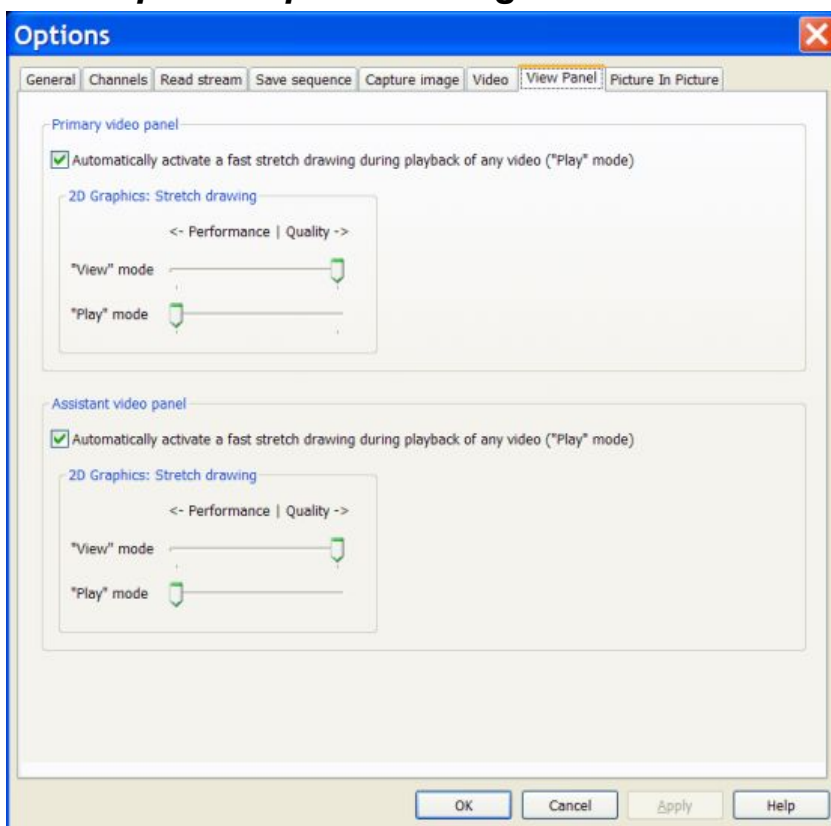 Options
General Channels Read stream Save sequence Capture image Video View Panel Picture In Picture
Primary video panel
Automatically activate a fast stretch drawing during playback of any video ("Play" mode)
2D Graphics: Stretch drawing
<- Performance | Quality ->
"View" mode
"Play" mode
Assistant video panel
Automatically activate a fast stretch drawing during playback of any video ("Play" mode)
2D Graphics: Stretch drawing
<- Performance | Quality ->
"View" mode
"Play" mode
OK Cancel Apply Help